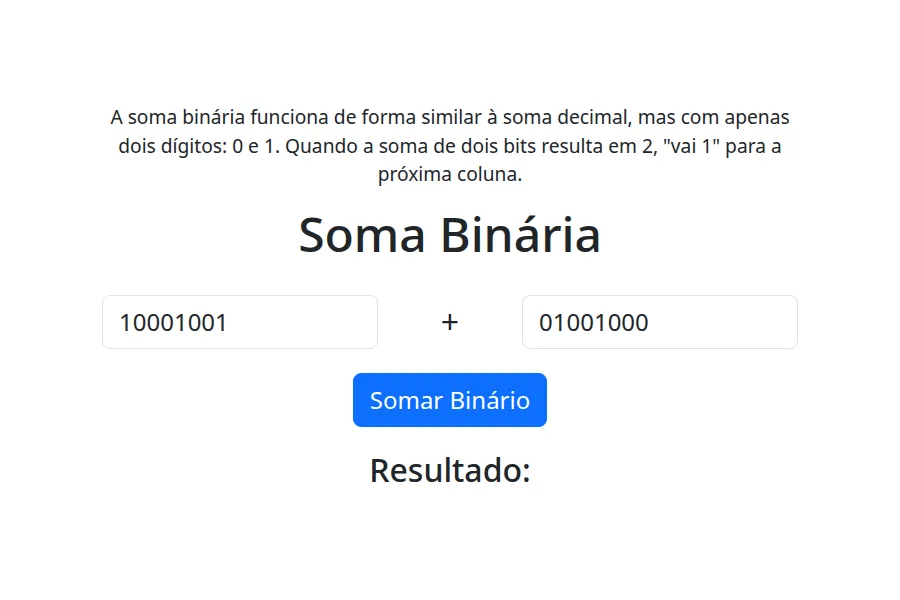 A soma binária funciona de forma similar à soma decimal, mas com apenas
dois dígitos: 0 e 1. Quando a soma de dois bits resulta em 2, "vai 1" para a
próxima coluna.
Soma Binária
10001001 + 01001000
Somar Binário
Resultado: